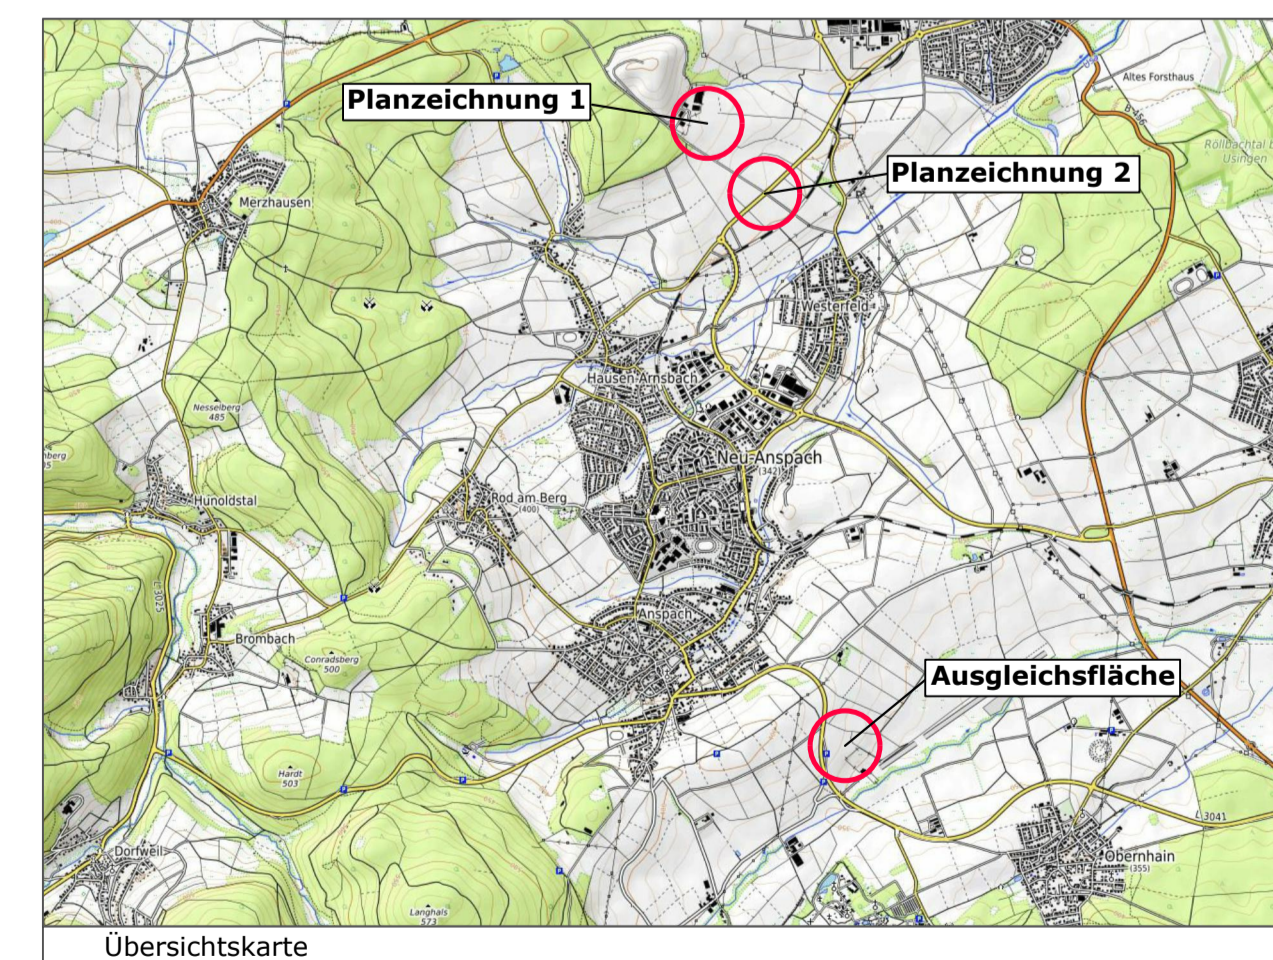 Altes Forsthaus
Planzeichnung 1
B 456
Usingen
Planzeichnung 2
Merzhausen
Westerfeld
Hausen-Arnsbach
Nesselberg
485
Neu-Anspach
(342)
Hunoldstal
Rod am Berg
(400)
L 3025
Anspach
Brombach
Conradsberg
500
Ausgleichsfläche
Hardt
503
L 3041
Dorfweil
Obernhain
(355)
Langhals
573
Übersichtskarte